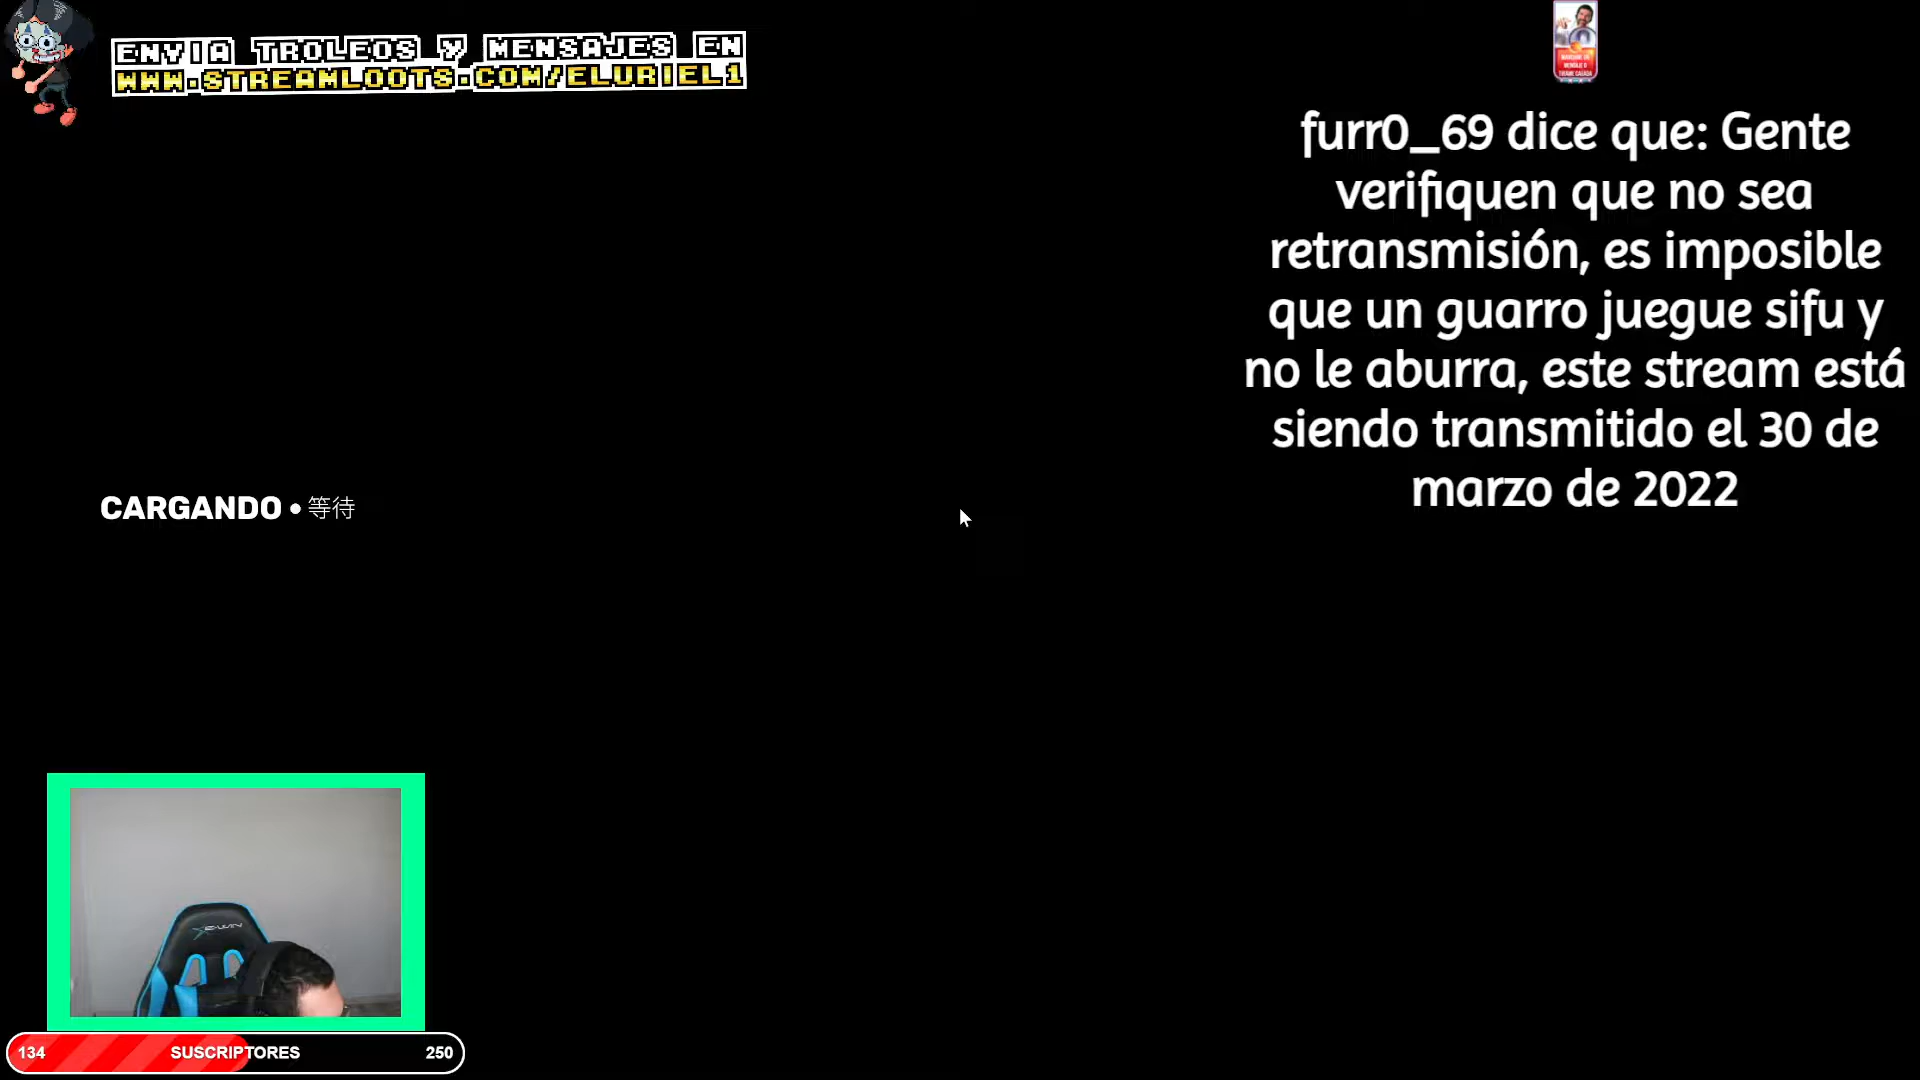 ENVIA TROLEOS Y MENSAJES EN
WWW.STREAMLOOTS.COM/ELURIEL1
furr0_69 dice que: Gente
verifiquen que no sea
retransmisión, es imposible
que un guarro juegue sifu y
no le aburra, este stream está
siendo transmitido el 30 de
marzo de 2022
CARGANDO • 等待
E-WIN
134 SUSCRIPTORES 250